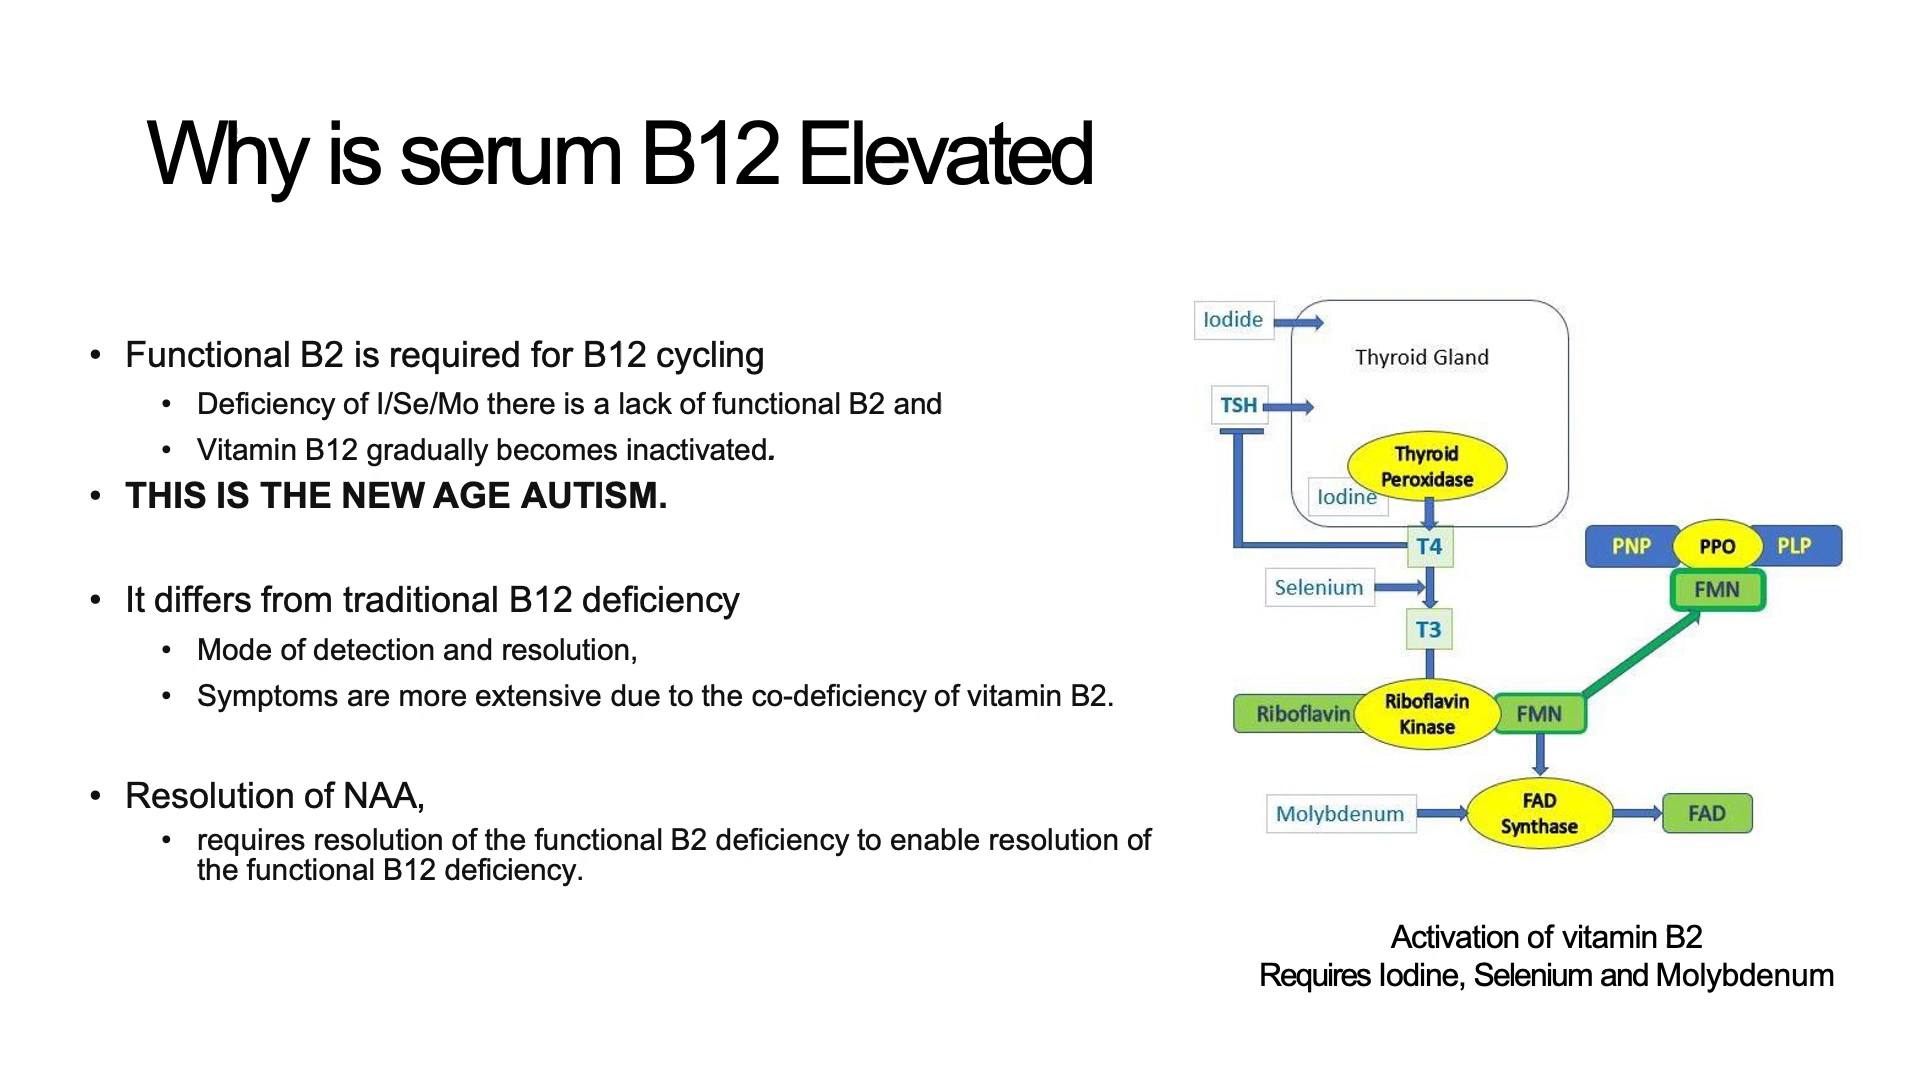 Why is serum B12 Elevated
• Functional B2 is required for B12 cycling
• Deficiency of I/Se/Mo there is a lack of functional B2 and
• Vitamin B12 gradually becomes inactivated.
• THIS IS THE NEW AGE AUTISM.
• It differs from traditional B12 deficiency
• Mode of detection and resolution,
• Symptoms are more extensive due to the co-deficiency of vitamin B2.
• Resolution of NAA,
• requires resolution of the functional B2 deficiency to enable resolution of
the functional B12 deficiency.
Iodide
Thyroid Gland
TSH
Thyroid
Peroxidase
Iodine
T4
PNP
PPO
PLP
FMN
Selenium
T3
Riboflavin
Riboflavin
Kinase
FMN
Molybdenum
FAD
Synthase
FAD
Activation of vitamin B2
Requires Iodine, Selenium and Molybdenum